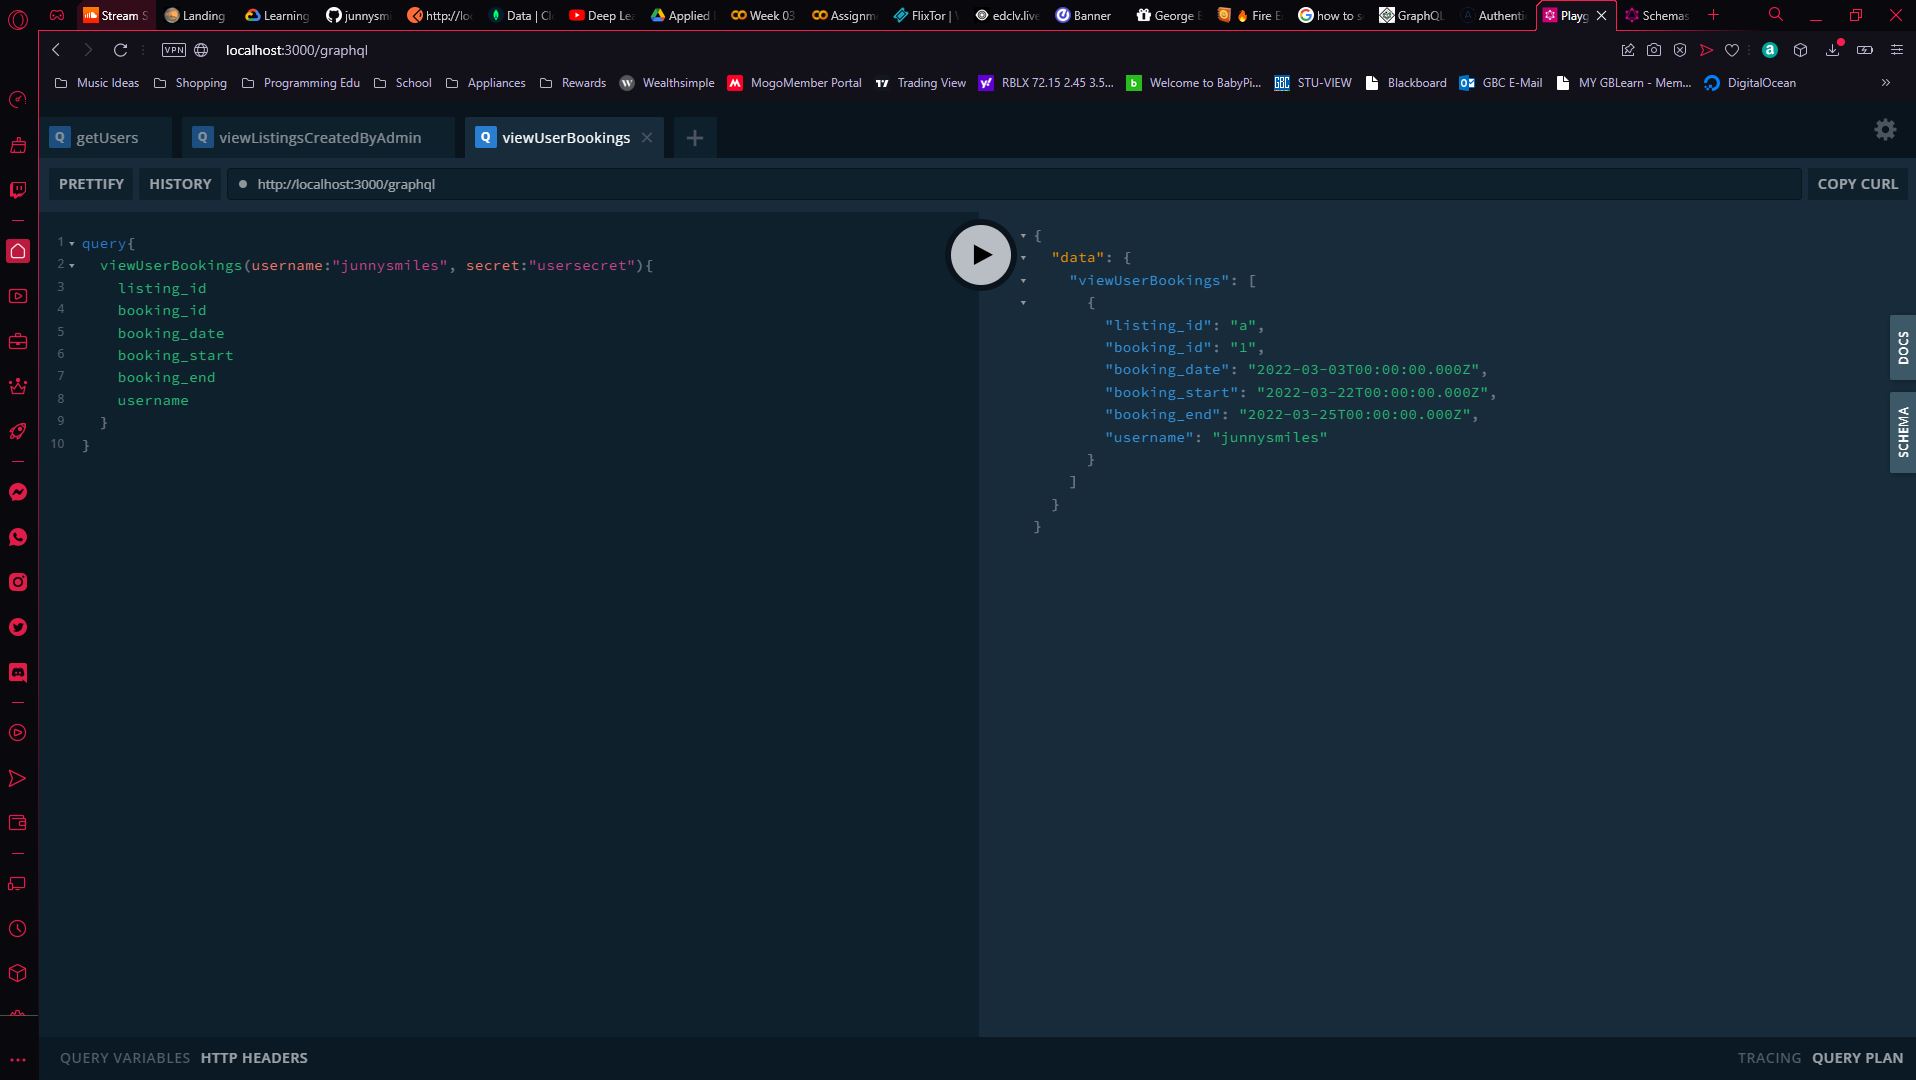 Stream S Landing Learning junnysmi http://loc Data | Cl Deep Lea Applied Week 03 Assignm FlixTor | edclv.live Banner George B Fire E how to s GraphQL Authenti Playg Schemas
VPN localhost:3000/graphql
Music Ideas Shopping Programming Edu School Appliances Rewards Wealthsimple MogoMember Portal Trading View RBLX 72.15 2.45 3.5... Welcome to BabyPi... STU-VIEW Blackboard GBC E-Mail MY GBLearn - Mem... DigitalOcean »
Q getUsers Q viewListingsCreatedByAdmin Q viewUserBookings
PRETTIFY HISTORY http://localhost:3000/graphql COPY CURL
1 query{
2 viewUserBookings(username:"junnysmiles", secret:"usersecret"){
3 listing_id
4 booking_id
5 booking_date
6 booking_start
7 booking_end
8 username
9 }
10 }
{
"data": {
"viewUserBookings": [
{
"listing_id": "a",
"booking_id": "1",
"booking_date": "2022-03-03T00:00:00.000Z",
"booking_start": "2022-03-22T00:00:00.000Z",
"booking_end": "2022-03-25T00:00:00.000Z",
"username": "junnysmiles"
}
]
}
}
DOCS
SCHEMA
QUERY VARIABLES HTTP HEADERS TRACING QUERY PLAN